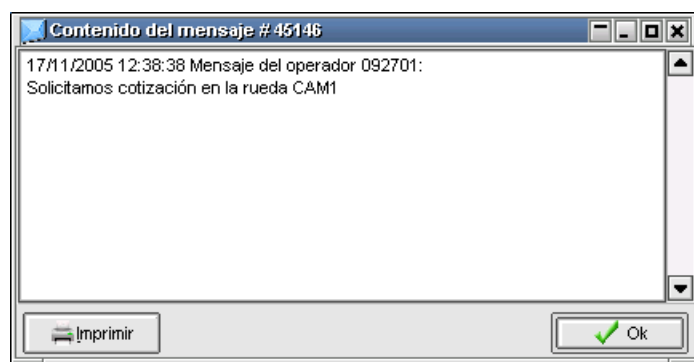 Contenido del mensaje # 45146
17/11/2005 12:38:38 Mensaje del operador 092701:
Solicitamos cotización en la rueda CAM1
Imprimir
Ok